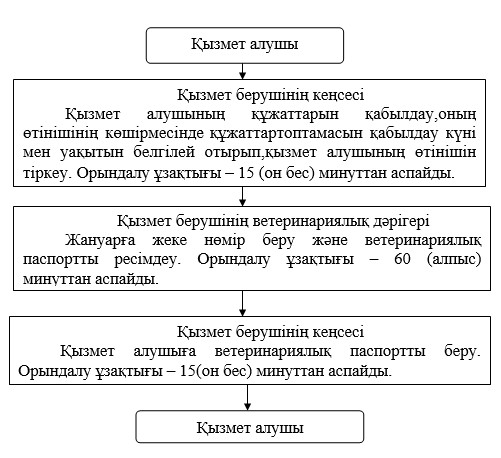 Қызмет алушы
Қызмет берушінің кеңсесі
Қызмет алушының құжаттарын қабылдау,оның
өтінішінің көшірмесінде құжаттартоптамасын қабылдау күні
мен уақытын белгілей отырып,қызмет алушының өтінішін
тіркеу. Орындалу ұзақтығы – 15 (он бес) минуттан аспайды.
Қызмет берушінің ветеринариялық дәрігері
Жануарға жеке нөмір беру және ветеринариялық
паспортты ресімдеу. Орындалу ұзақтығы – 60 (алпыс)
минуттан аспайды.
Қызмет берушінің кеңсесі
Қызмет алушыға ветеринариялық паспортты беру.
Орындалу ұзақтығы – 15(он бес) минуттан аспайды.
Қызмет алушы